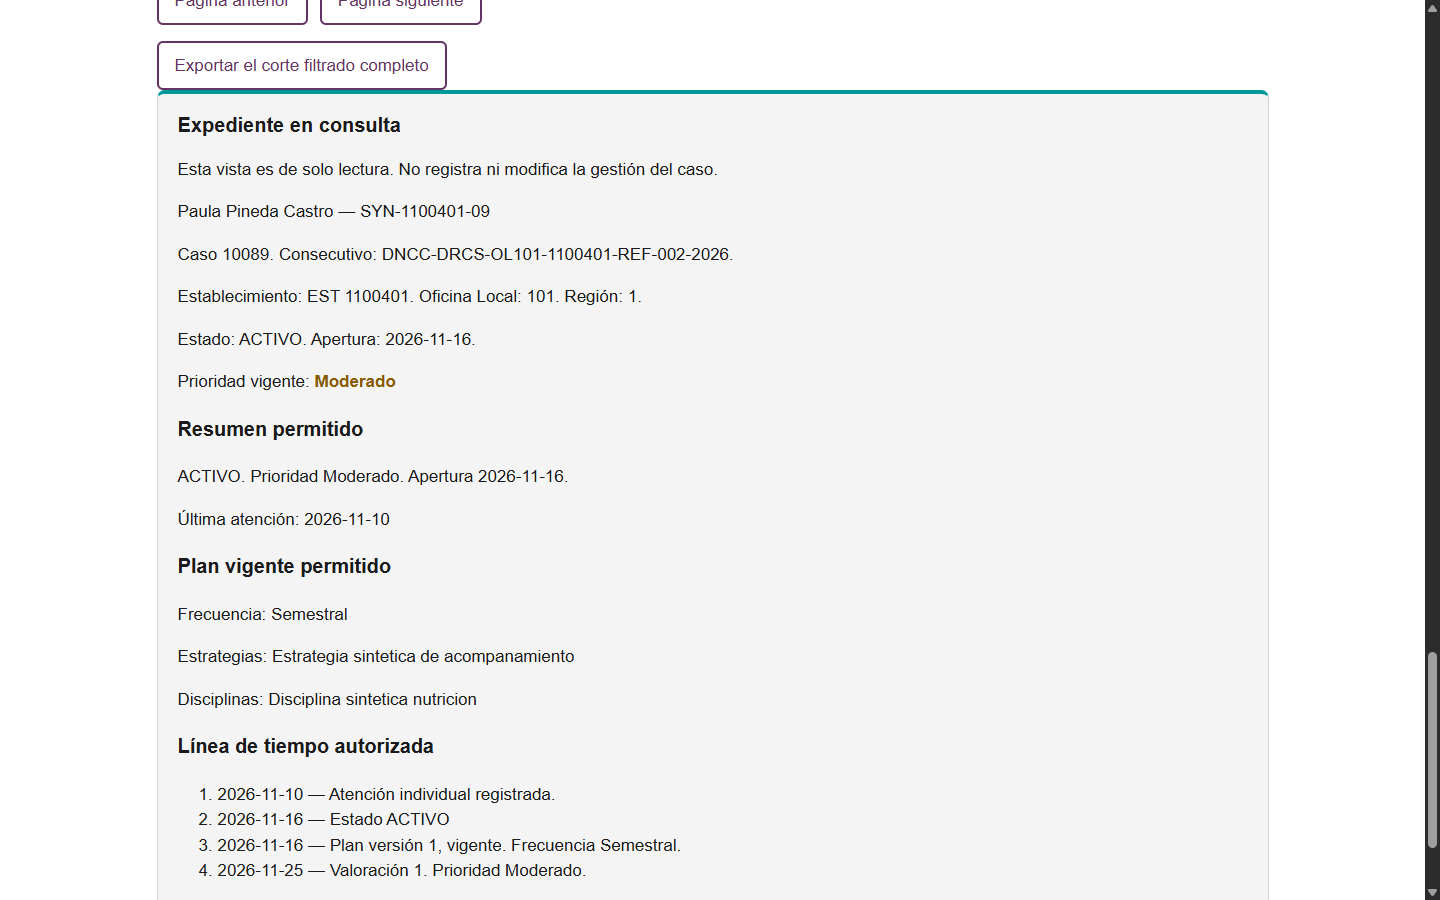 Página anterior
Página siguiente
Exportar el corte filtrado completo
Expediente en consulta
Esta vista es de solo lectura. No registra ni modifica la gestión del caso.
Paula Pineda Castro — SYN-1100401-09
Caso 10089. Consecutivo: DNCC-DRCS-OL101-1100401-REF-002-2026.
Establecimiento: EST 1100401. Oficina Local: 101. Región: 1.
Estado: ACTIVO. Apertura: 2026-11-16.
Prioridad vigente: Moderado
Resumen permitido
ACTIVO. Prioridad Moderado. Apertura 2026-11-16.
Última atención: 2026-11-10
Plan vigente permitido
Frecuencia: Semestral
Estrategias: Estrategia sintetica de acompanamiento
Disciplinas: Disciplina sintetica nutricion
Línea de tiempo autorizada
1. 2026-11-10 — Atención individual registrada.
2. 2026-11-16 — Estado ACTIVO
3. 2026-11-16 — Plan versión 1, vigente. Frecuencia Semestral.
4. 2026-11-25 — Valoración 1. Prioridad Moderado.